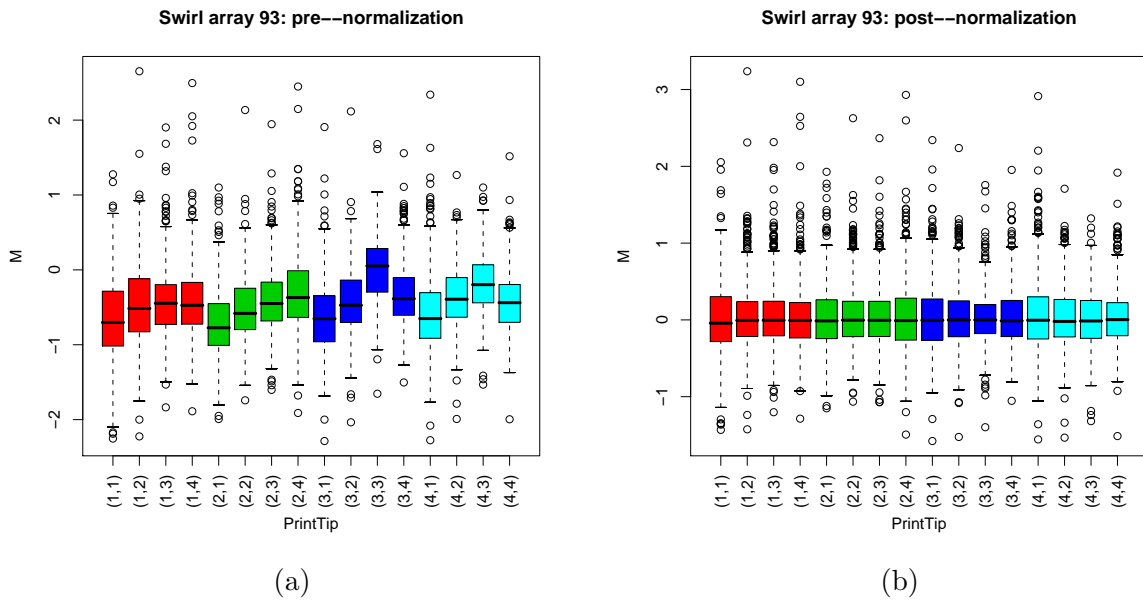 Swirl array 93: pre−−normalization
2
1
0
−1
−2
M
(1,1) (1,2) (1,3) (1,4) (2,1) (2,2) (2,3) (2,4) (3,1) (3,2) (3,3) (3,4) (4,1) (4,2) (4,3) (4,4)
PrintTip
(a)
Swirl array 93: post−−normalization
3
2
1
0
−1
M
(1,1) (1,2) (1,3) (1,4) (2,1) (2,2) (2,3) (2,4) (3,1) (3,2) (3,3) (3,4) (4,1) (4,2) (4,3) (4,4)
PrintTip
(b)